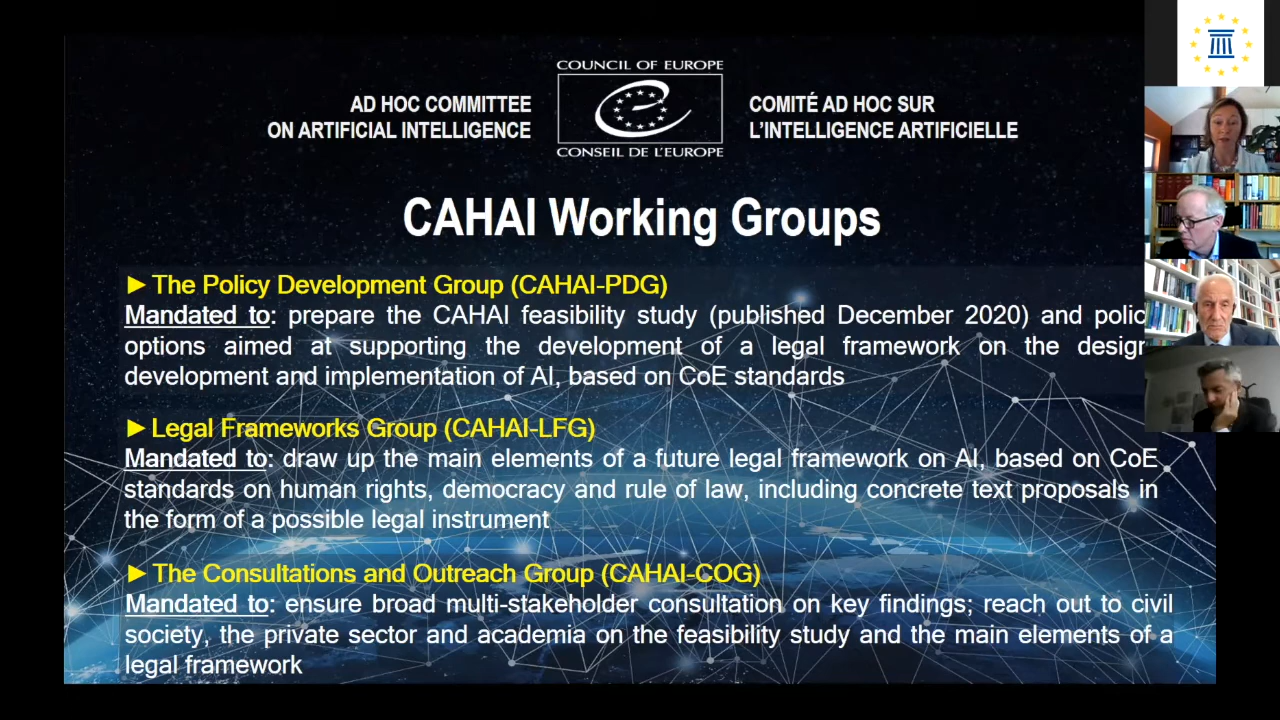 COUNCIL OF EUROPE
AD HOC COMMITTEE
ON ARTIFICIAL INTELLIGENCE
COMITÉ AD HOC SUR
L'INTELLIGENCE ARTIFICIELLE
CONSEIL DE L'EUROPE
CAHAI Working Groups
►The Policy Development Group (CAHAI-PDG)
Mandated to: prepare the CAHAI feasibility study (published December 2020) and polic
options aimed at supporting the development of a legal framework on the design
development and implementation of AI, based on CoE standards
►Legal Frameworks Group (CAHAI-LFG)
Mandated to: draw up the main elements of a future legal framework on AI, based on CoE
standards on human rights, democracy and rule of law, including concrete text proposals in
the form of a possible legal instrument
►The Consultations and Outreach Group (CAHAI-COG)
Mandated to: ensure broad multi-stakeholder consultation on key findings; reach out to civil
society, the private sector and academia on the feasibility study and the main elements of a
legal framework